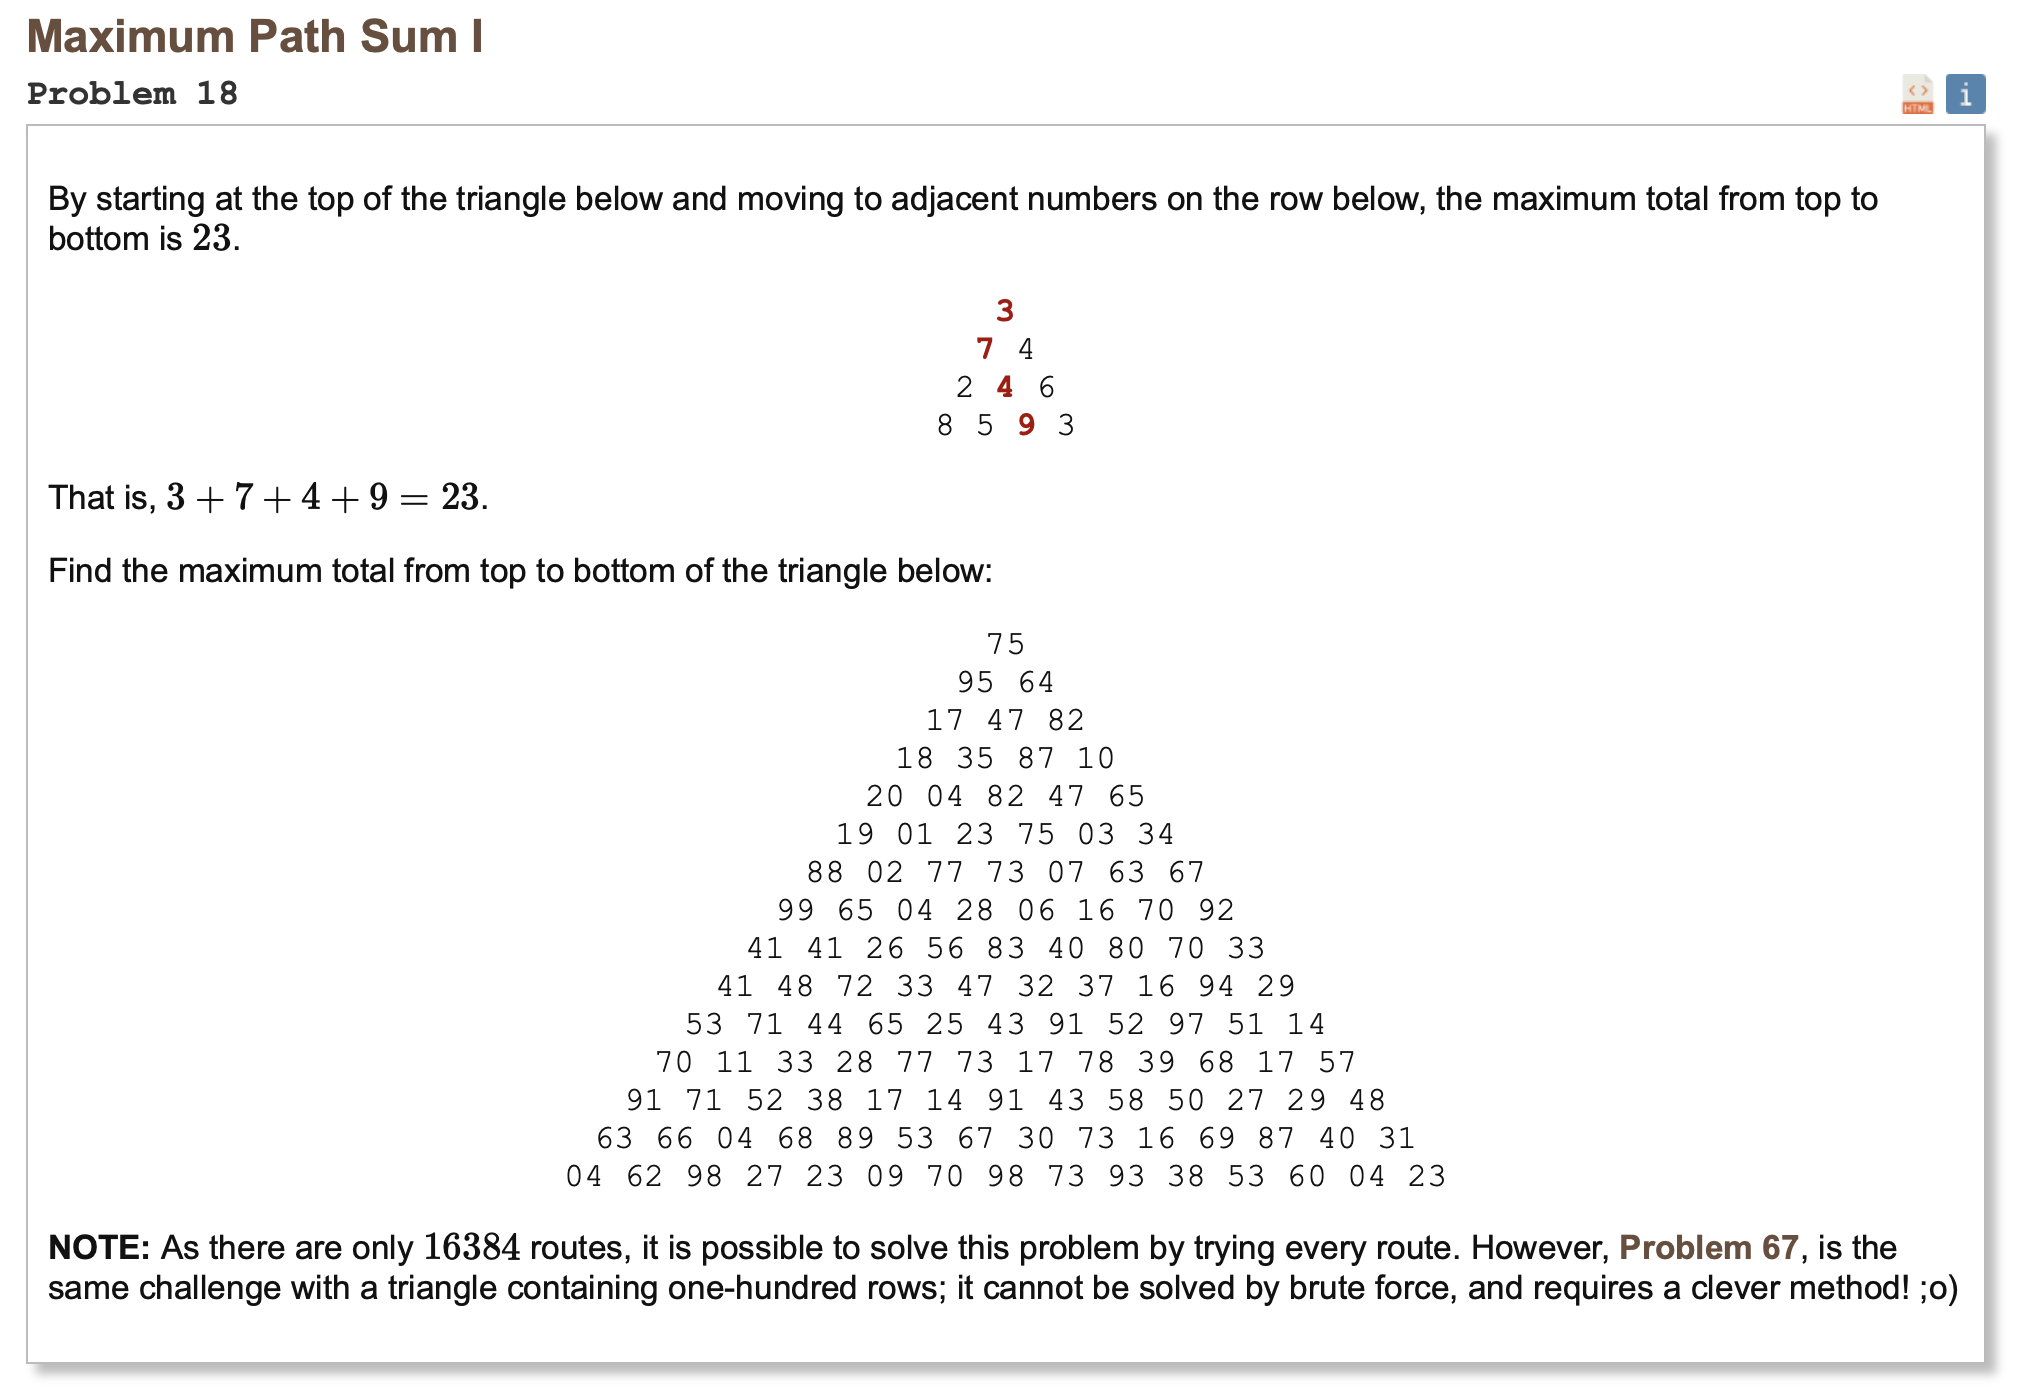 Maximum Path Sum I
Problem 18
HTML
i
By starting at the top of the triangle below and moving to adjacent numbers on the row below, the maximum total from top to
bottom is 23.
3
7 4
2 4 6
8 5 9 3
That is, 3 + 7 + 4 + 9 = 23.
Find the maximum total from top to bottom of the triangle below:
75
95 64
17 47 82
18 35 87 10
20 04 82 47 65
19 01 23 75 03 34
88 02 77 73 07 63 67
99 65 04 28 06 16 70 92
41 41 26 56 83 40 80 70 33
41 48 72 33 47 32 37 16 94 29
53 71 44 65 25 43 91 52 97 51 14
70 11 33 28 77 73 17 78 39 68 17 57
91 71 52 38 17 14 91 43 58 50 27 29 48
63 66 04 68 89 53 67 30 73 16 69 87 40 31
04 62 98 27 23 09 70 98 73 93 38 53 60 04 23
NOTE: As there are only 16384 routes, it is possible to solve this problem by trying every route. However, Problem 67, is the
same challenge with a triangle containing one-hundred rows; it cannot be solved by brute force, and requires a clever method! ;o)